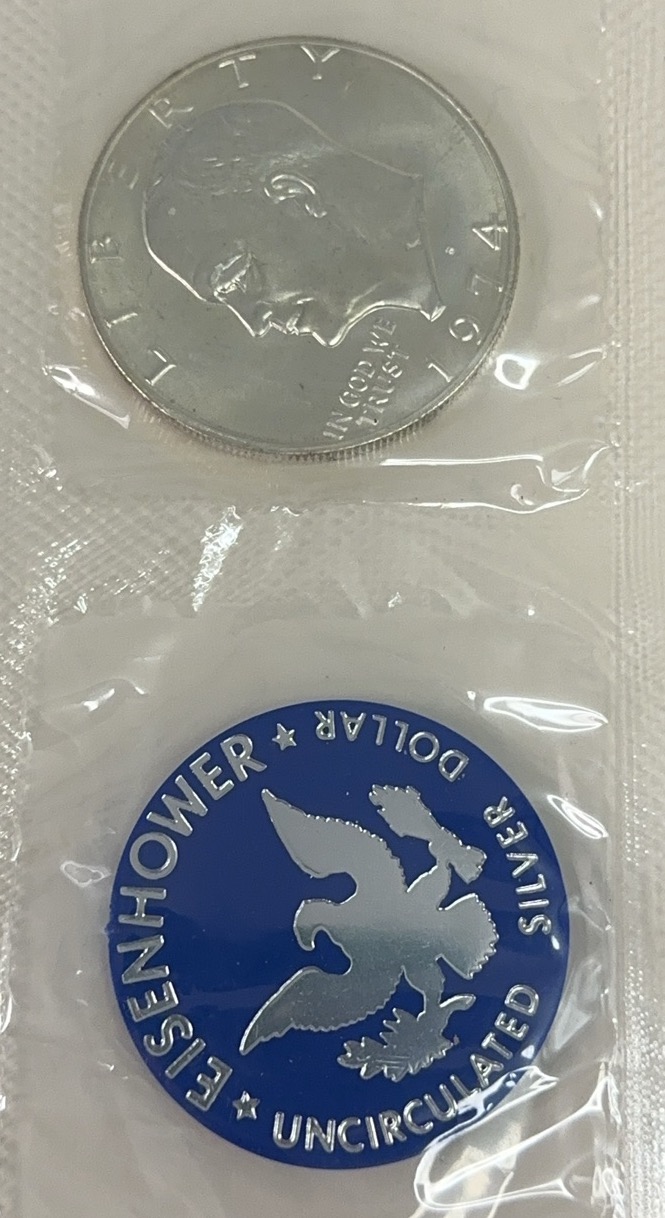 LIBERTY
IN GOD WE
TRUST
1974
EISENHOWER ★ DOLLAR
SILVER
UNCIRCULATED ★